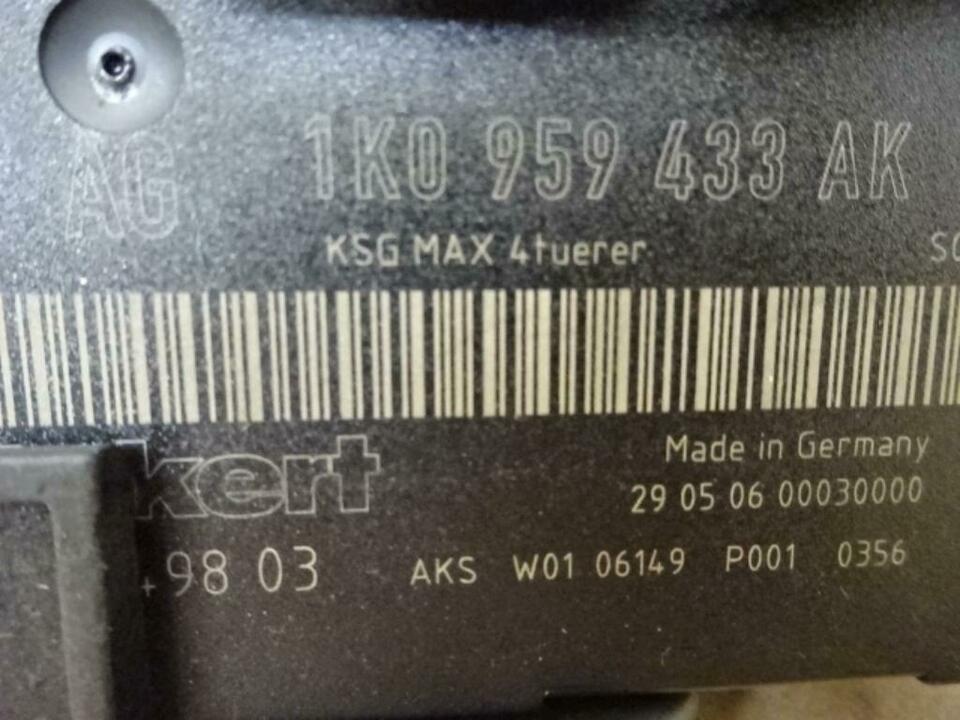 AG 1K0 959 433 AK
KSG MAX 4tuerer
kert
Made in Germany
29 05 06 00030000
98 03 AKS W01 06149 P001 0356